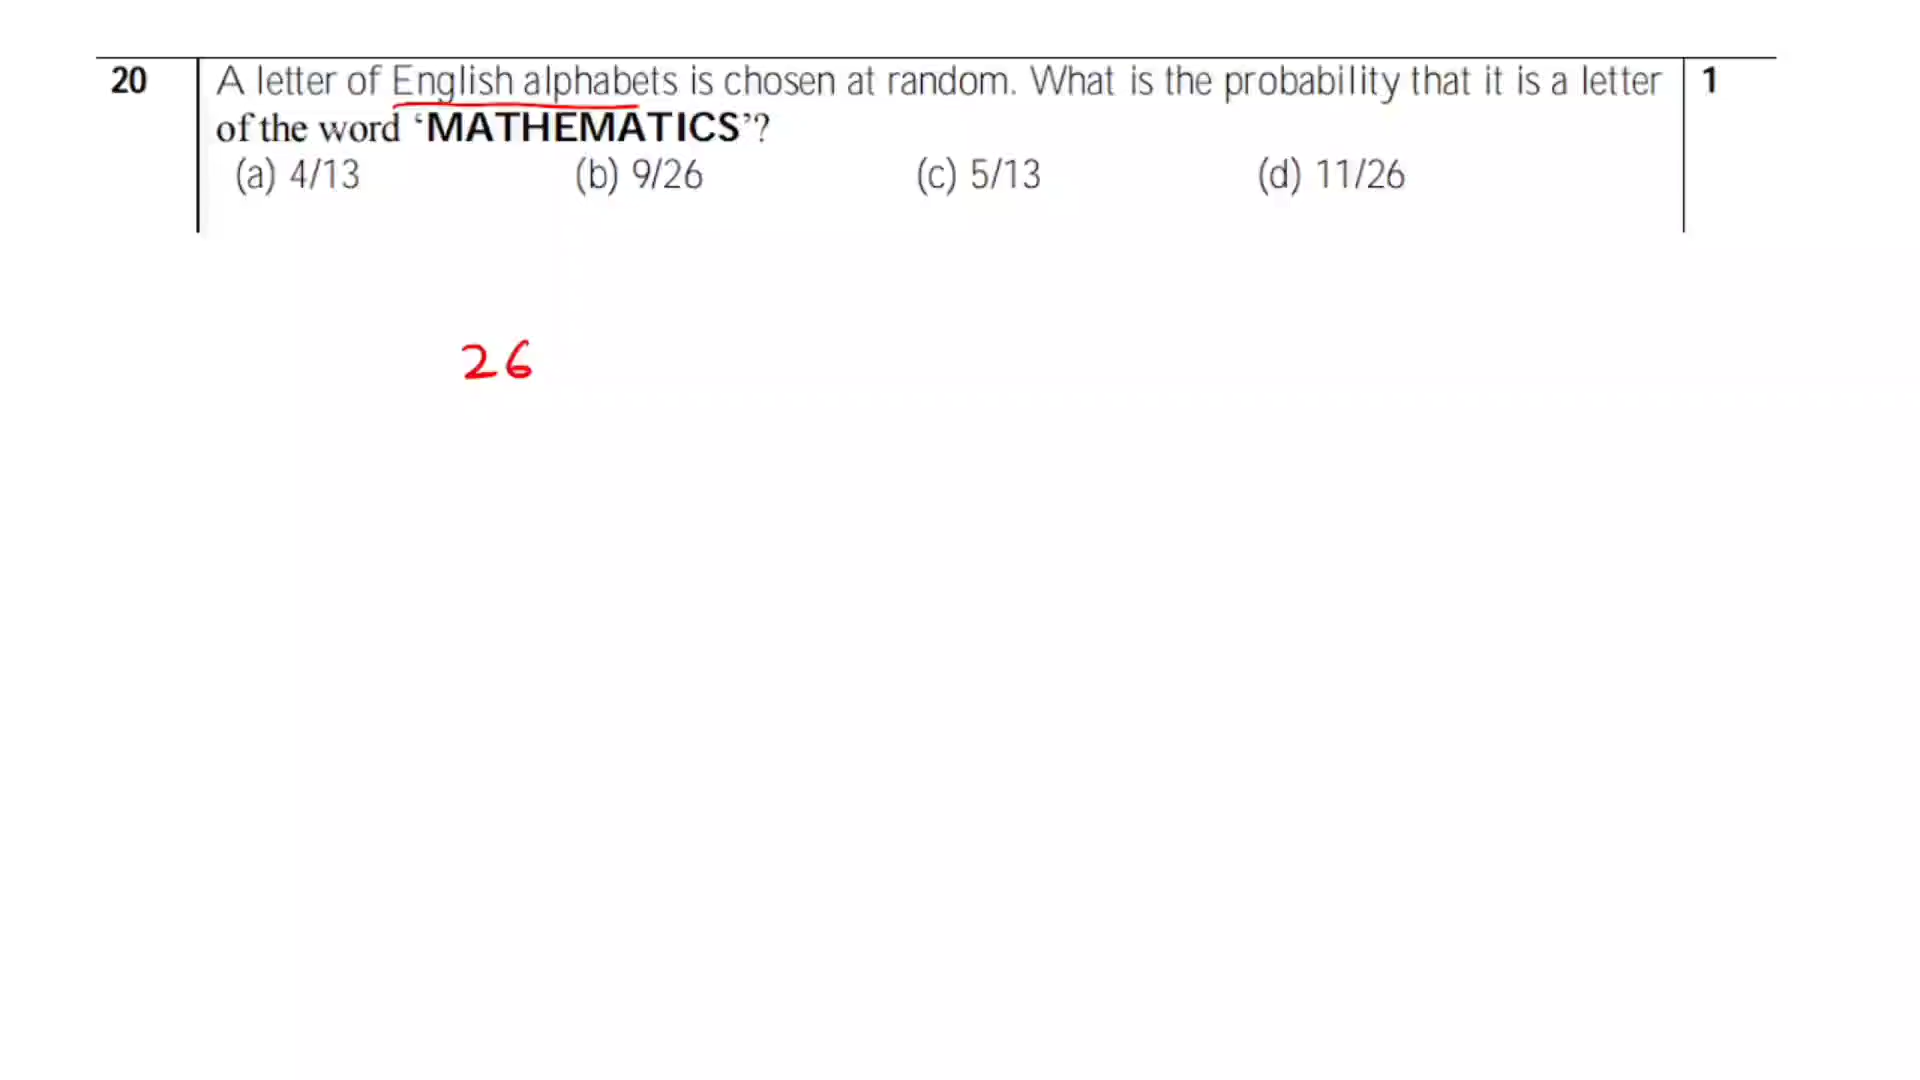 20 A letter of English alphabets is chosen at random. What is the probability that it is a letter 1
of the word ‘MATHEMATICS’?
(a) 4/13 (b) 9/26 (c) 5/13 (d) 11/26
26